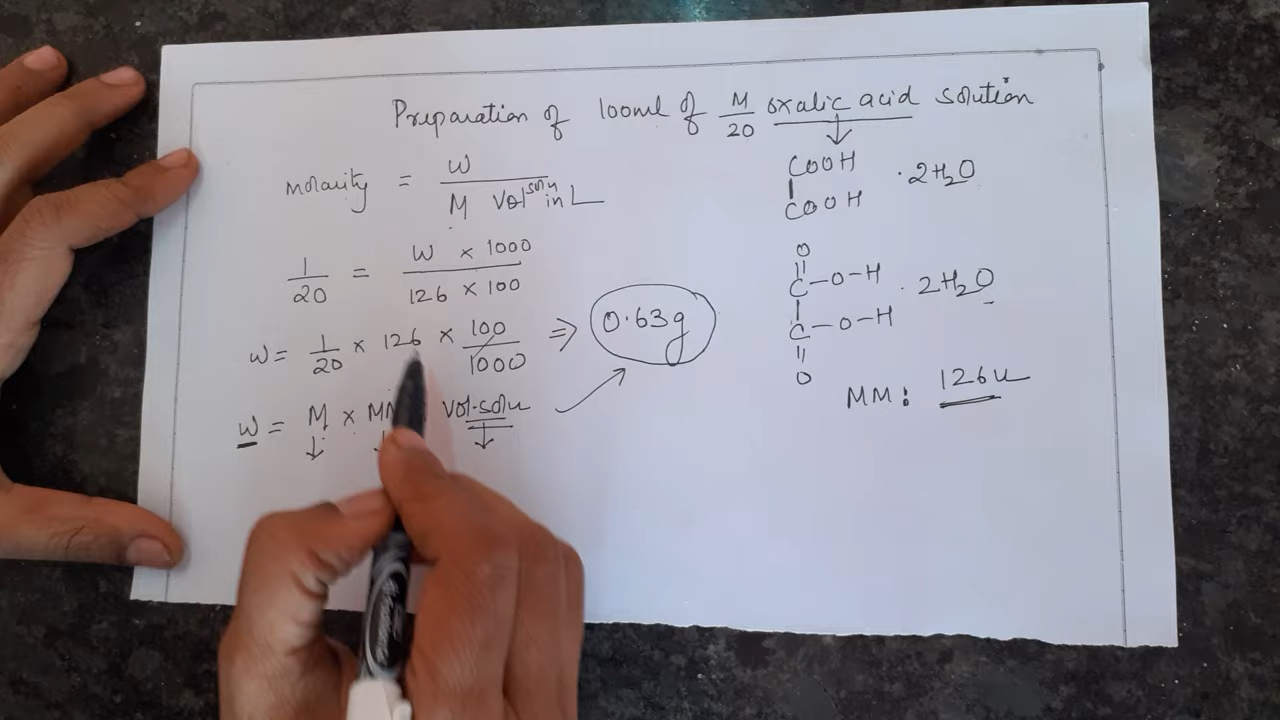 Preparation of 100ml of M/20 oxalic acid solution
molarity = W / M Vol soln in L
1/20 = W x 1000 / 126 x 100
W = 1/20 x 126 x 100/1000 ⇒ 0.63g
W = M x MM Vol.solu
COOH
COOH
. 2H₂O
O
C-O-H
C-O-H
O
. 2H₂O
MM: 126u